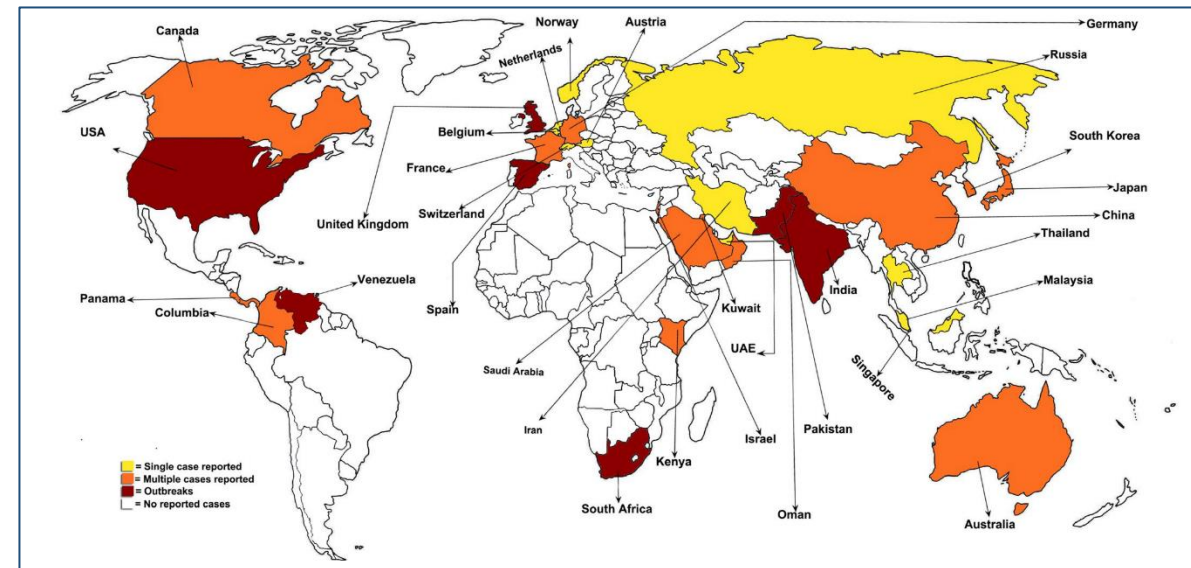 Canada
Norway
Austria
Germany
Netherlands
Russia
USA
Belgium
South Korea
France
Japan
Switzerland
United Kingdom
China
Thailand
Venezuela
India
Malaysia
Panama
Columbia
Spain
Kuwait
UAE
Saudi Arabia
Singapore
Iran
Israel
Pakistan
Kenya
= Single case reported
= Multiple cases reported
= Outbreaks
= No reported cases
South Africa
Oman
Australia